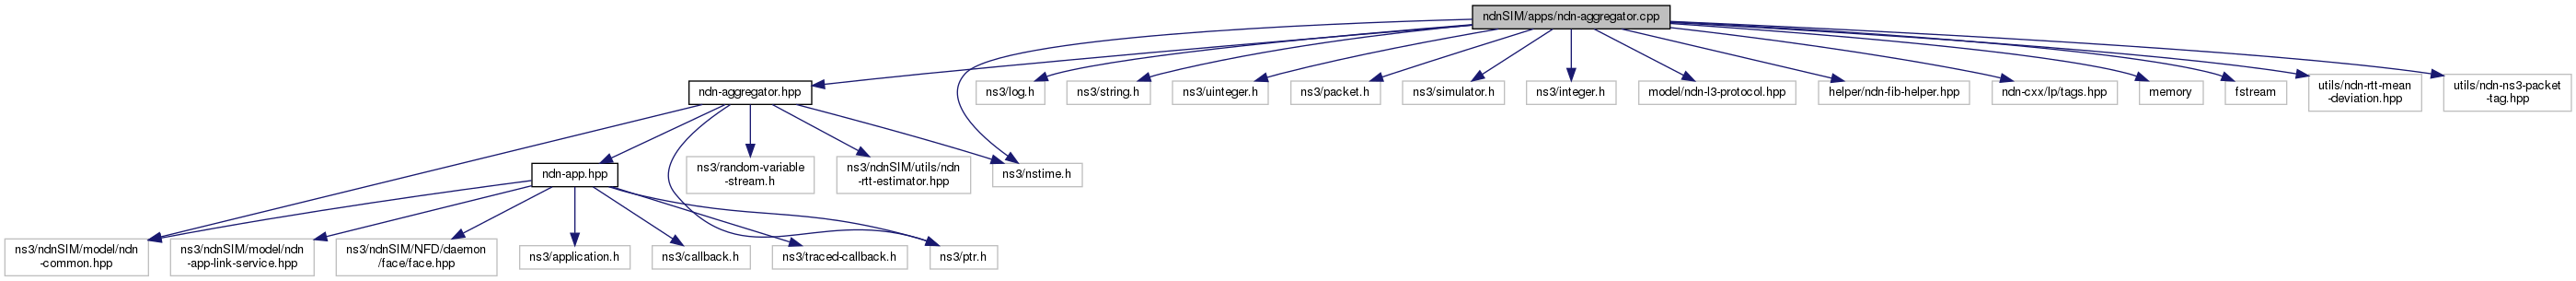 ndnSIM/apps/ndn-aggregator.cpp
ndn-aggregator.hpp
ns3/log.h
ns3/string.h
ns3/uinteger.h
ns3/packet.h
ns3/simulator.h
ns3/integer.h
model/ndn-l3-protocol.hpp
helper/ndn-fib-helper.hpp
ndn-cxx/lp/tags.hpp
memory
fstream
utils/ndn-rtt-mean
-deviation.hpp
utils/ndn-ns3-packet
-tag.hpp
ndn-app.hpp
ns3/random-variable
-stream.h
ns3/ndnSIM/utils/ndn
-rtt-estimator.hpp
ns3/nstime.h
ns3/ndnSIM/model/ndn
-common.hpp
ns3/ndnSIM/model/ndn
-app-link-service.hpp
ns3/ndnSIM/NFD/daemon
/face/face.hpp
ns3/application.h
ns3/callback.h
ns3/traced-callback.h
ns3/ptr.h